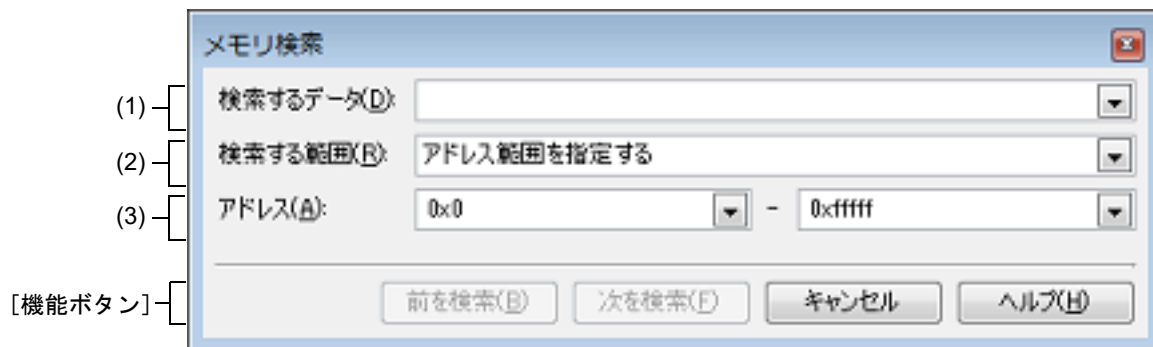 メモリ検索
(1) 検索するデータ(D):
(2) 検索する範囲(R): アドレス範囲を指定する
(3) アドレス(A): 0x0 - 0xfffff
[機能ボタン] 前を検索(B) 次を検索(F) キャンセル ヘルプ(H)